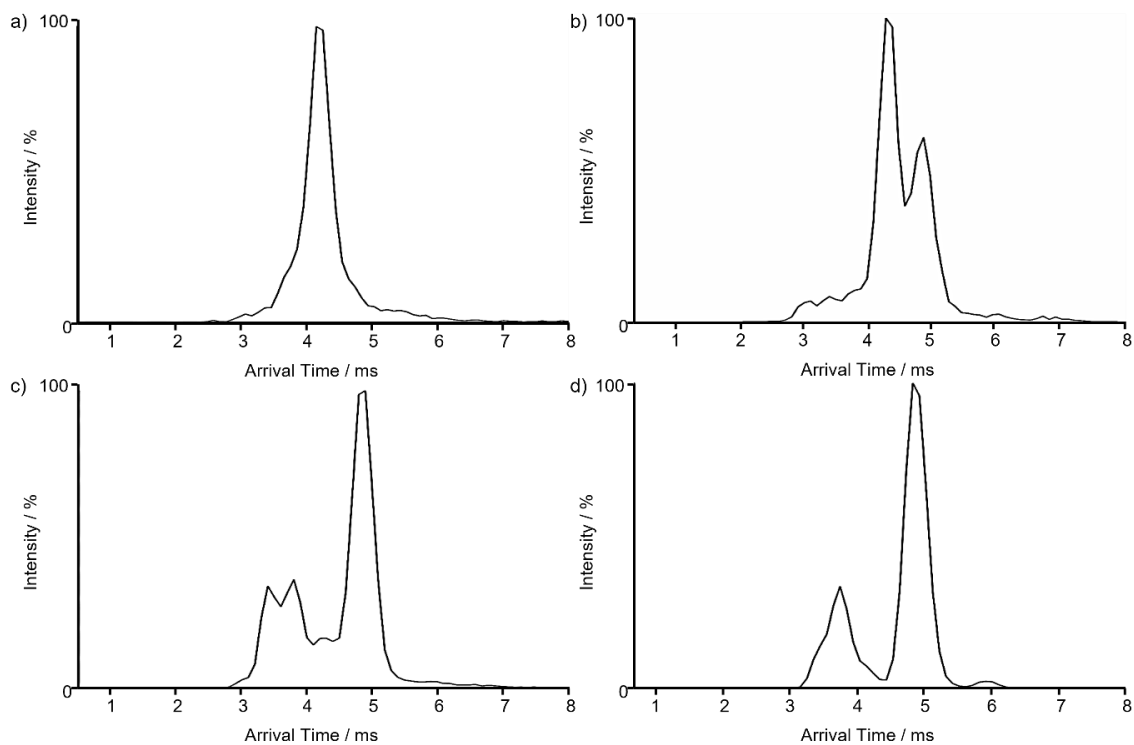 a)
100
Intensity / %
0
1 2 3 4 5 6 7 8
Arrival Time / ms
b)
100
Intensity / %
0
1 2 3 4 5 6 7 8
Arrival Time / ms
c)
100
Intensity / %
0
1 2 3 4 5 6 7 8
Arrival Time / ms
d)
100
Intensity / %
0
1 2 3 4 5 6 7 8
Arrival Time / ms